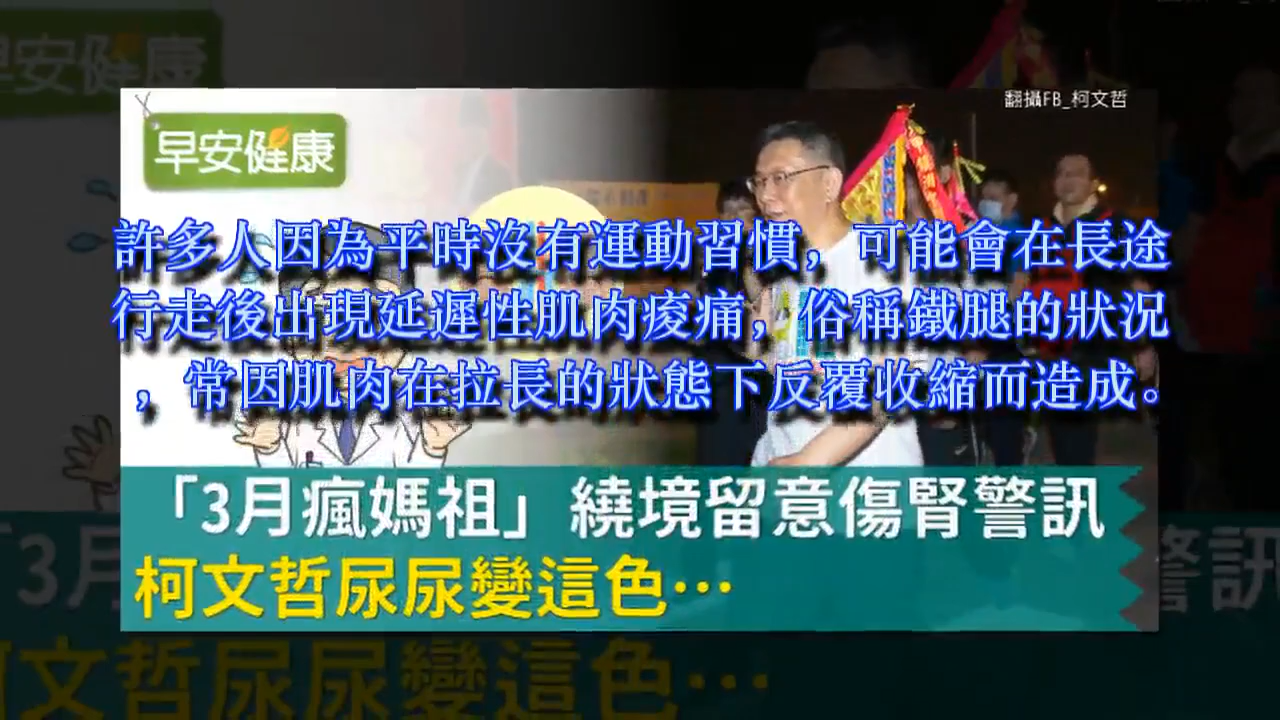 翻攝FB_柯文哲
早安健康
許多人因為平時沒有運動習慣，可能會在長途
行走後出現延遲性肌肉痠痛，俗稱鐵腿的狀況
，常因肌肉在拉長的狀態下反覆收縮而造成。
「3月瘋媽祖」繞境留意傷腎警訊
柯文哲尿尿變這色…